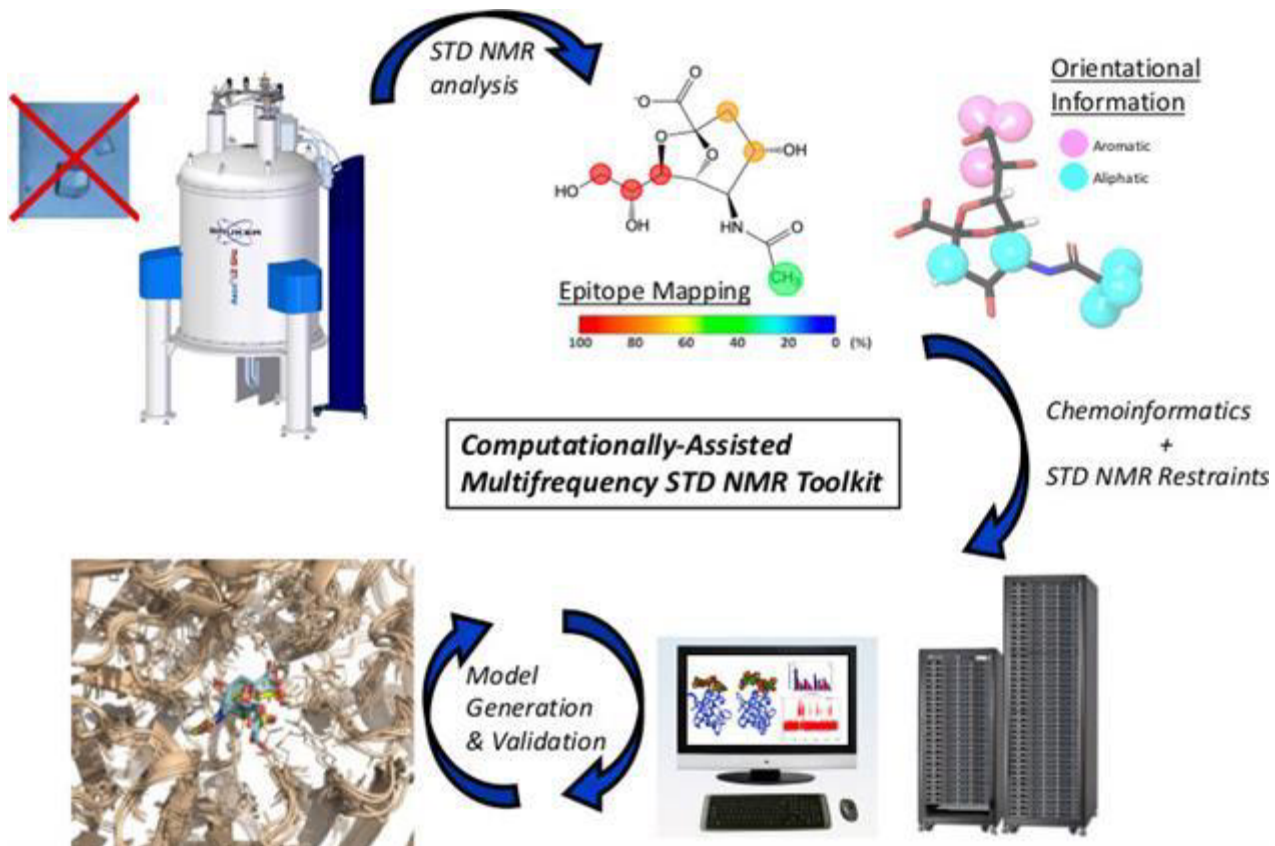 STD NMR
analysis
Orientational
Information
Aromatic
Aliphatic
O
-O
O
O
OH
HO
OH
HN
O
CH3
BRUKER
Epitope Mapping
100 80 60 40 20 0 (%)
Chemoinformatics
+
STD NMR Restraints
Computationally-Assisted
Multifrequency STD NMR Toolkit
Model
Generation
& Validation